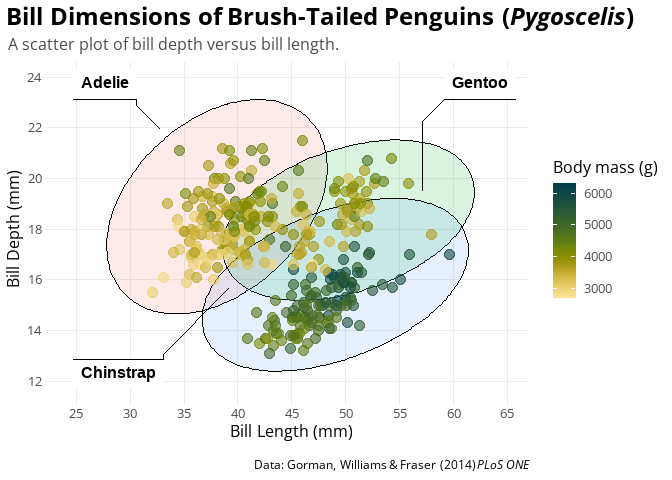 Bill Dimensions of Brush-Tailed Penguins (Pygoscelis)
A scatter plot of bill depth versus bill length.
Adelie
Gentoo
Chinstrap
24
22
20
18
16
14
12
Bill Depth (mm)
25 30 35 40 45 50 55 60 65
Bill Length (mm)
Body mass (g)
6000
5000
4000
3000
Data: Gorman, Williams & Fraser (2014) PLoS ONE